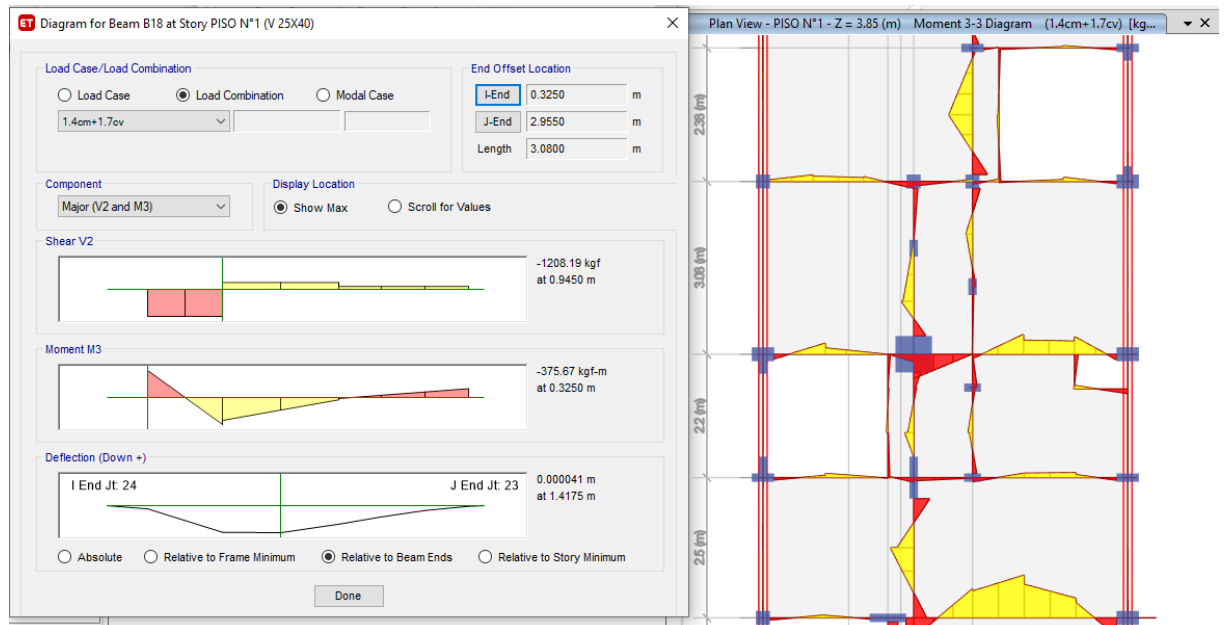 ET Diagram for Beam B18 at Story PISO N°1 (V 25X40)
Load Case/Load Combination
Load Case Load Combination Modal Case
1.4cm+1.7cv
End Offset Location
I-End 0.3250 m
J-End 2.9550 m
Length 3.0800 m
Component
Major (V2 and M3)
Display Location
Show Max Scroll for Values
Shear V2
-1208.19 kgf
at 0.9450 m
Moment M3
-375.67 kgf-m
at 0.3250 m
Deflection (Down +)
I End Jt: 24 J End Jt: 23
0.000041 m
at 1.4175 m
Absolute Relative to Frame Minimum Relative to Beam Ends Relative to Story Minimum
Done
Plan View - PISO N°1 - Z = 3.85 (m) Moment 3-3 Diagram (1.4cm+1.7cv) [kg...
2.38 (m)
3.08 (m)
2.2 (m)
2.5 (m)